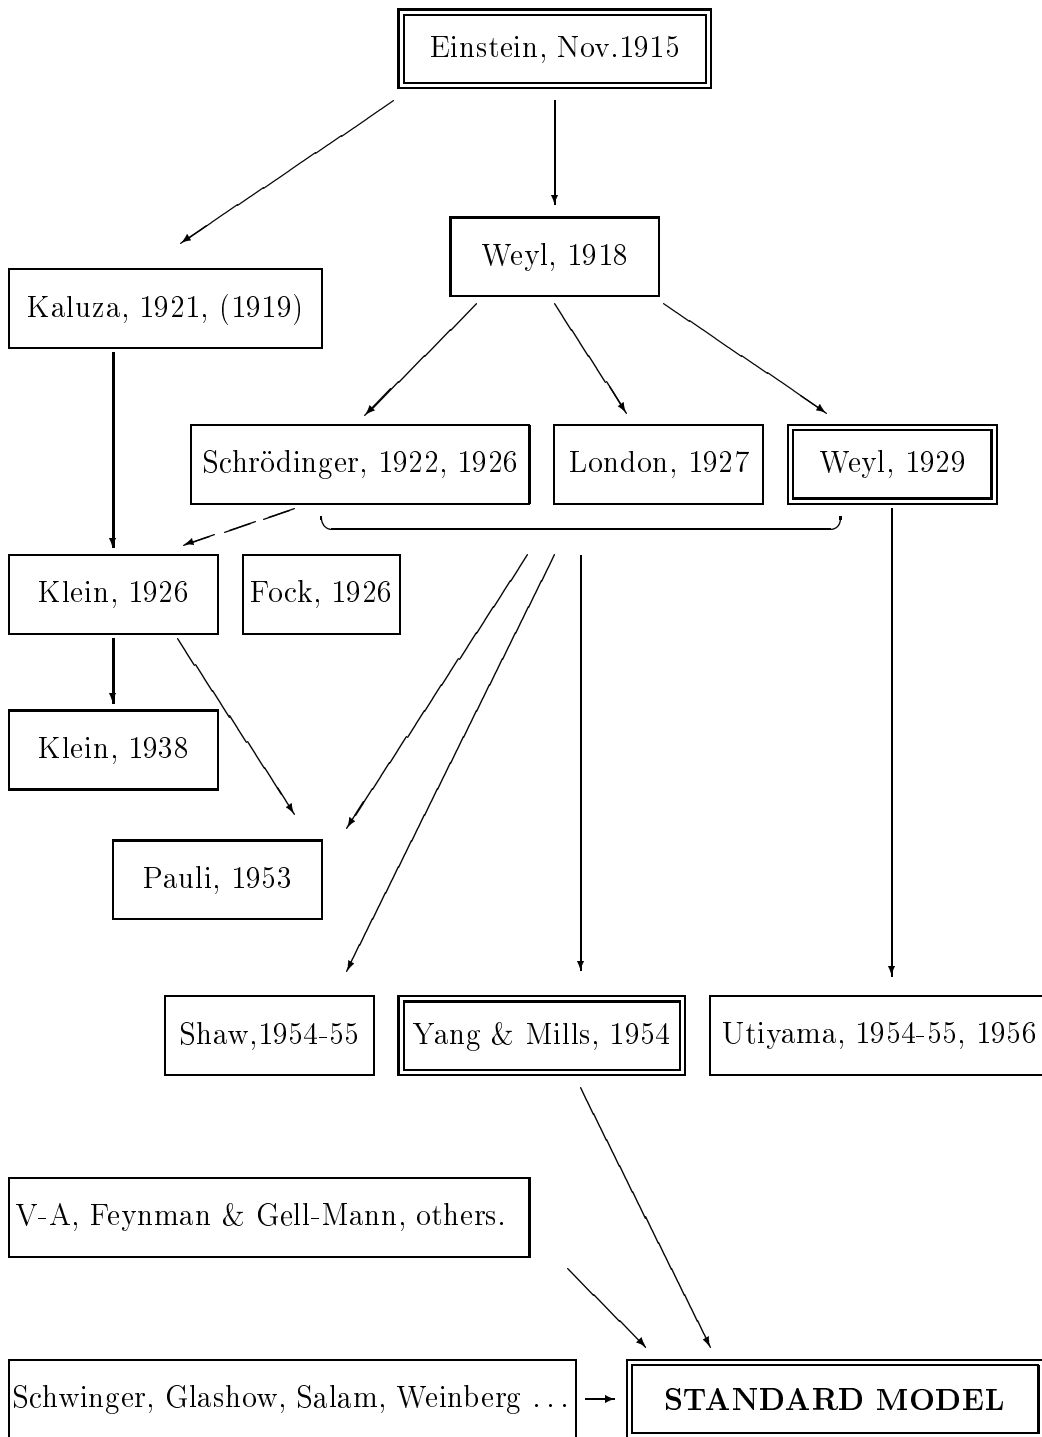 Einstein, Nov.1915
Weyl, 1918
Kaluza, 1921, (1919)
Schrödinger, 1922, 1926
London, 1927
Weyl, 1929
Klein, 1926
Fock, 1926
Klein, 1938
Pauli, 1953
Shaw,1954-55
Yang & Mills, 1954
Utiyama, 1954-55, 1956
V-A, Feynman & Gell-Mann, others.
Schwinger, Glashow, Salam, Weinberg ...
STANDARD MODEL